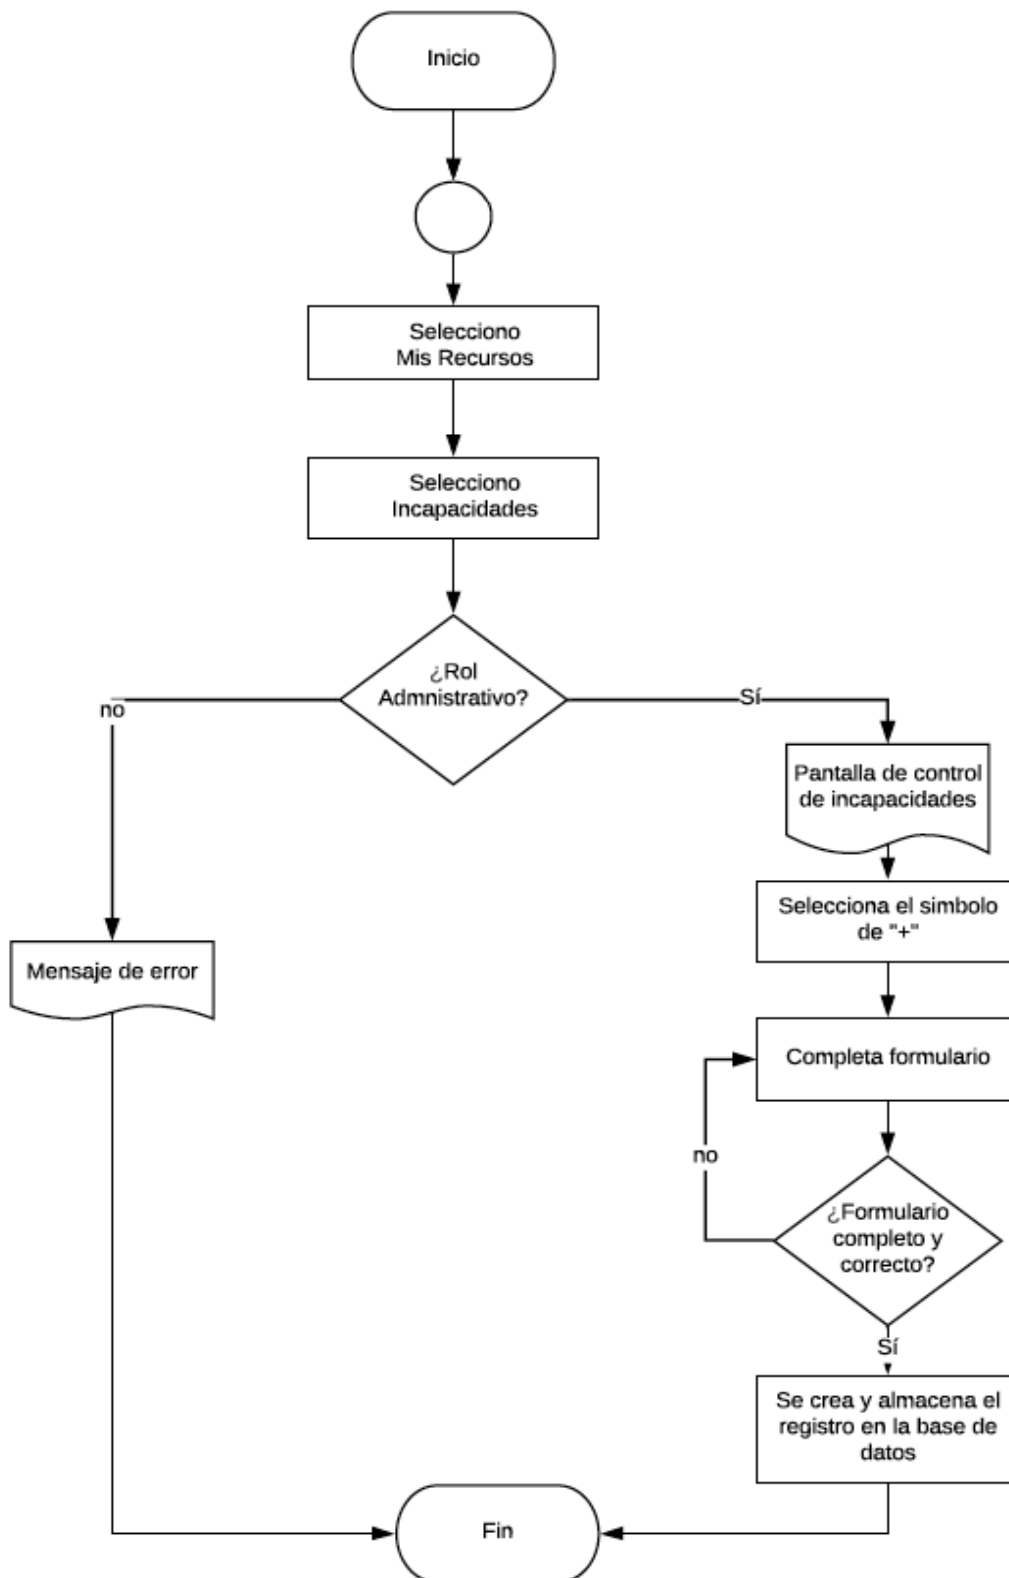 Inicio
Selecciono
Mis Recursos
Selecciono
Incapacidades
¿Rol
Admnistrativo?
no
Sí
Pantalla de control
de incapacidades
Selecciona el simbolo
de "+"
Mensaje de error
Completa formulario
no
¿Formulario
completo y
correcto?
Sí
Se crea y almacena el
registro en la base de
datos
Fin